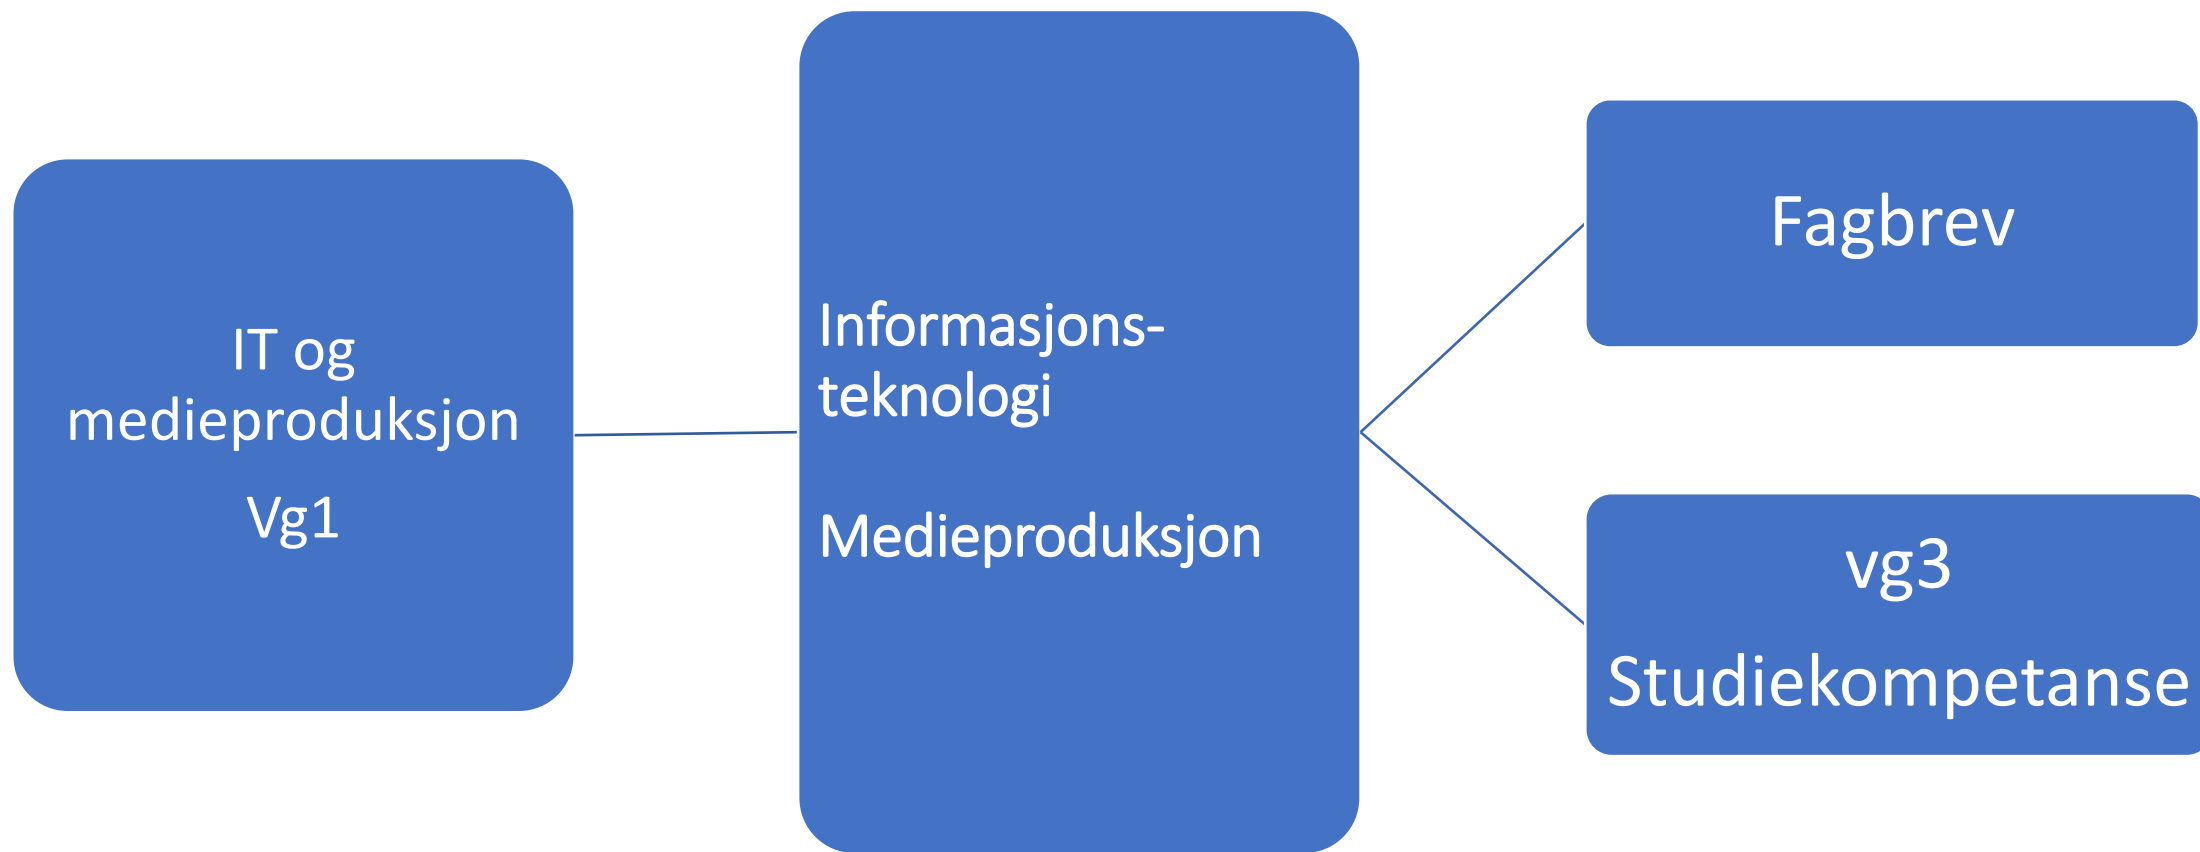 IT og
medieproduksjon
Vg1
Informasjons-
teknologi
Medieproduksjon
Fagbrev
vg3
Studiekompetanse